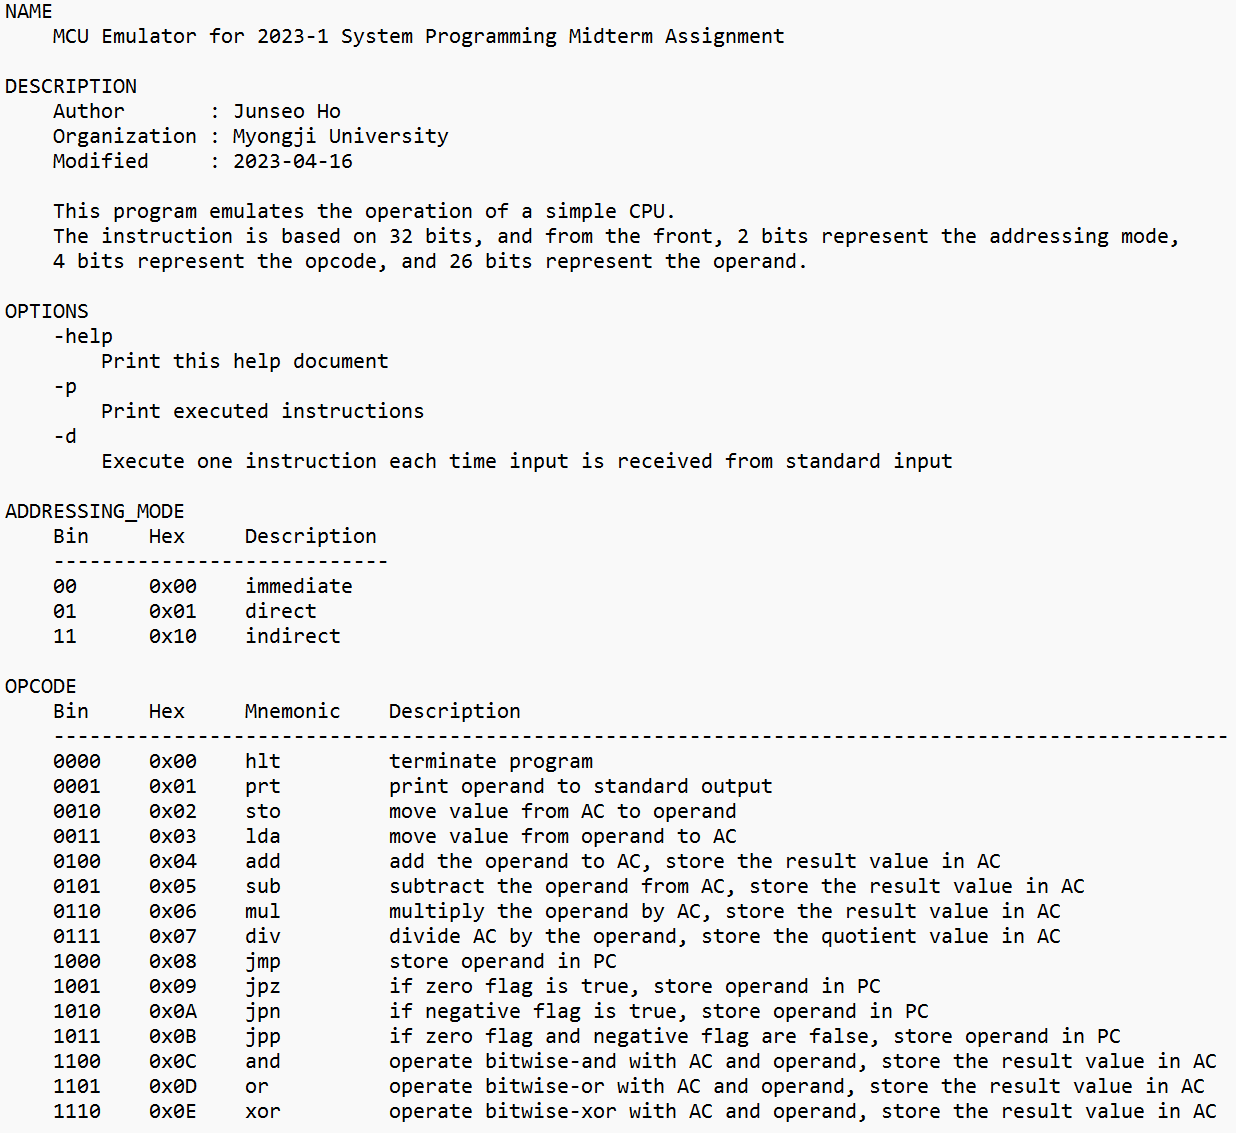 NAME
    MCU Emulator for 2023-1 System Programming Midterm Assignment

DESCRIPTION
    Author       : Junseo Ho
    Organization : Myongji University
    Modified     : 2023-04-16

    This program emulates the operation of a simple CPU.
    The instruction is based on 32 bits, and from the front, 2 bits represent the addressing mode,
    4 bits represent the opcode, and 26 bits represent the operand.

OPTIONS
    -help
        Print this help document
    -p
        Print executed instructions
    -d
        Execute one instruction each time input is received from standard input

ADDRESSING_MODE
    Bin     Hex     Description
    ----------------------------
    00      0x00    immediate
    01      0x01    direct
    11      0x10    indirect

OPCODE
    Bin     Hex     Mnemonic    Description
    --------------------------------------------------------------------------------------------------
    0000    0x00    hlt         terminate program
    0001    0x01    prt         print operand to standard output
    0010    0x02    sto         move value from AC to operand
    0011    0x03    lda         move value from operand to AC
    0100    0x04    add         add the operand to AC, store the result value in AC
    0101    0x05    sub         subtract the operand from AC, store the result value in AC
    0110    0x06    mul         multiply the operand by AC, store the result value in AC
    0111    0x07    div         divide AC by the operand, store the quotient value in AC
    1000    0x08    jmp         store operand in PC
    1001    0x09    jpz         if zero flag is true, store operand in PC
    1010    0x0A    jpn         if negative flag is true, store operand in PC
    1011    0x0B    jpp         if zero flag and negative flag are false, store operand in PC
    1100    0x0C    and         operate bitwise-and with AC and operand, store the result value in AC
    1101    0x0D    or          operate bitwise-or with AC and operand, store the result value in AC
    1110    0x0E    xor         operate bitwise-xor with AC and operand, store the result value in AC